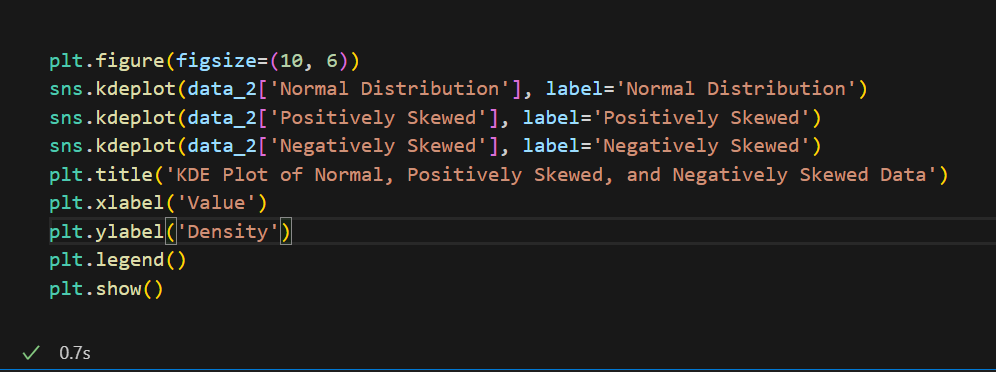 plt.figure(figsize=(10, 6))
sns.kdeplot(data_2['Normal Distribution'], label='Normal Distribution')
sns.kdeplot(data_2['Positively Skewed'], label='Positively Skewed')
sns.kdeplot(data_2['Negatively Skewed'], label='Negatively Skewed')
plt.title('KDE Plot of Normal, Positively Skewed, and Negatively Skewed Data')
plt.xlabel('Value')
plt.ylabel('Density')
plt.legend()
plt.show()
0.7s